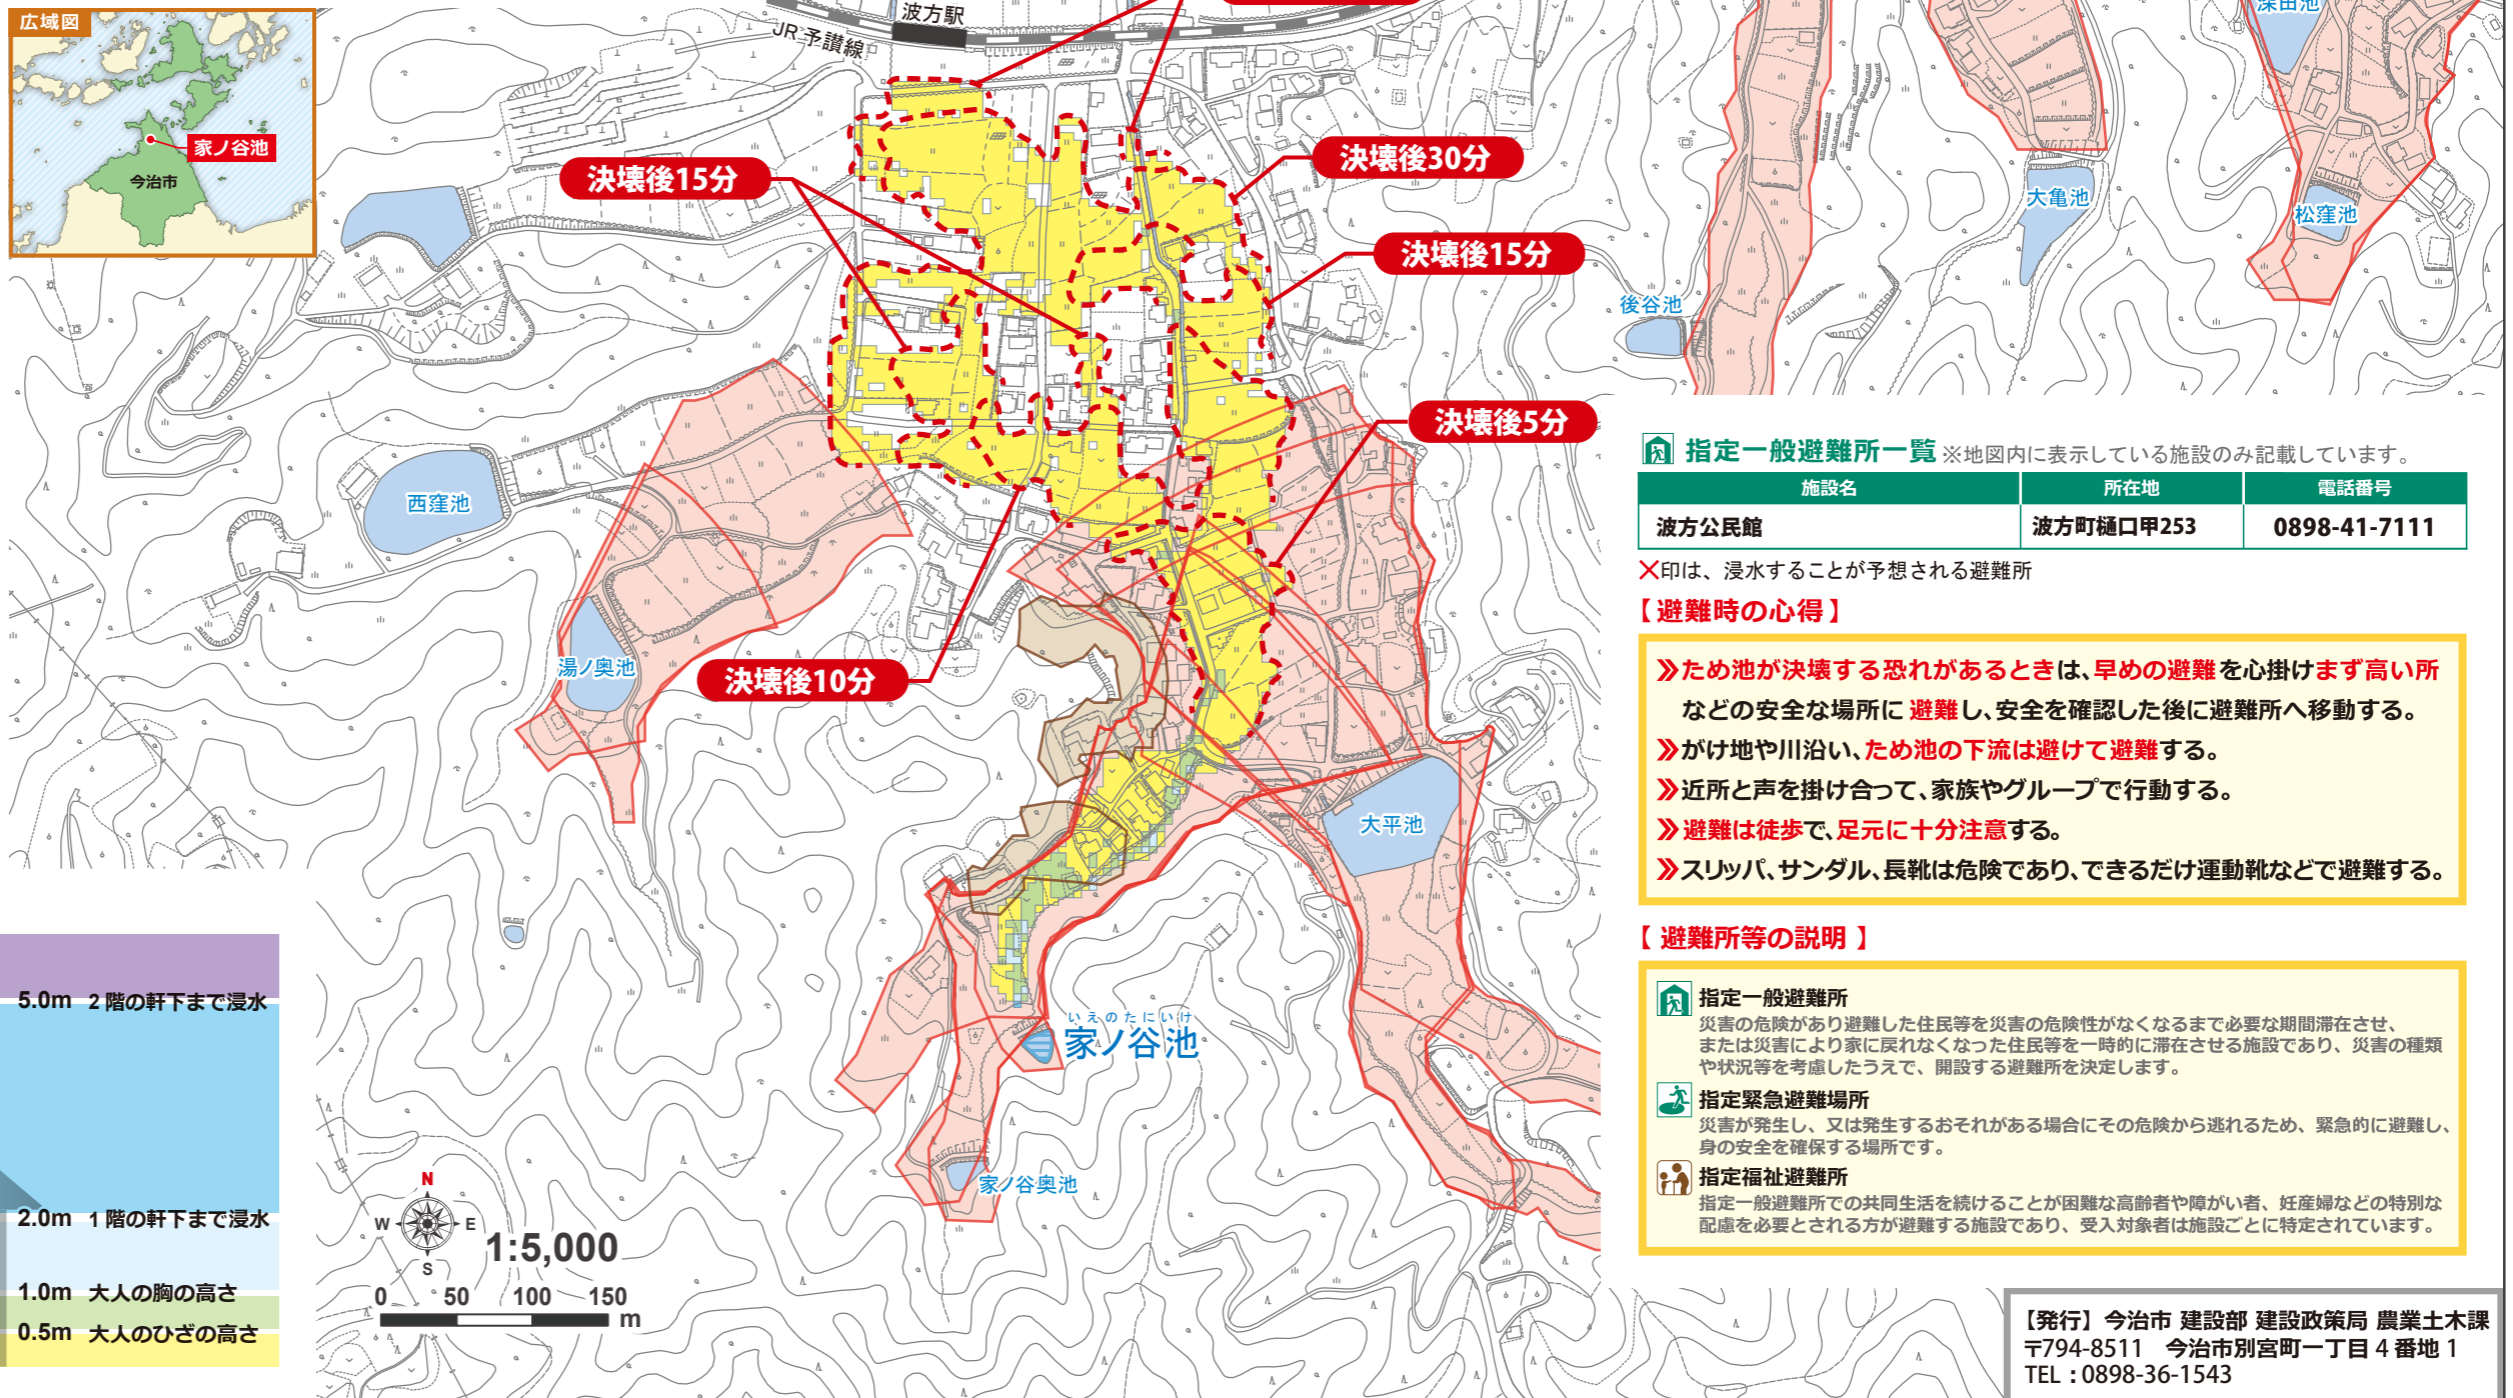 広域図
家ノ谷池
今治市
波方駅
JR予讃線
決壊後15分
決壊後30分
決壊後15分
決壊後5分
決壊後10分
西窪池
湯ノ奥池
大平池
いえのたにいけ
家ノ谷池
家ノ谷奥池
深田池
大亀池
松窪池
後谷池
5.0m 2階の軒下まで浸水
2.0m 1階の軒下まで浸水
1.0m 大人の胸の高さ
0.5m 大人のひざの高さ
N
W E
S
1:5,000
0 50 100 150
m
指定一般避難所一覧 ※地図内に表示している施設のみ記載しています。
施設名 所在地 電話番号
波方公民館 波方町樋口甲253 0898-41-7111
×印は、浸水することが予想される避難所
【 避難時の心得 】
ため池が決壊する恐れがあるときは、早めの避難を心掛けまず高い所
などの安全な場所に 避難し、安全を確認した後に避難所へ移動する。
がけ地や川沿い、ため池の下流は避けて避難する。
近所と声を掛け合って、家族やグループで行動する。
避難は徒歩で、足元に十分注意する。
スリッパ、サンダル、長靴は危険であり、できるだけ運動靴などで避難する。
【 避難所等の説明 】
指定一般避難所
災害の危険があり避難した住民等を災害の危険性がなくなるまで必要な期間滞在させ、
または災害により家に戻れなくなった住民等を一時的に滞在させる施設であり、災害の種類
や状況等を考慮したうえで、開設する避難所を決定します。
指定緊急避難場所
災害が発生し、又は発生するおそれがある場合にその危険から逃れるため、緊急的に避難し、
身の安全を確保する場所です。
指定福祉避難所
指定一般避難所での共同生活を続けることが困難な高齢者や障がい者、妊産婦などの特別な
配慮を必要とされる方が避難する施設であり、受入対象者は施設ごとに特定されています。
【発行】今治市 建設部 建設政策局 農業土木課
〒794-8511 今治市別宮町一丁目4番地1
TEL：0898-36-1543